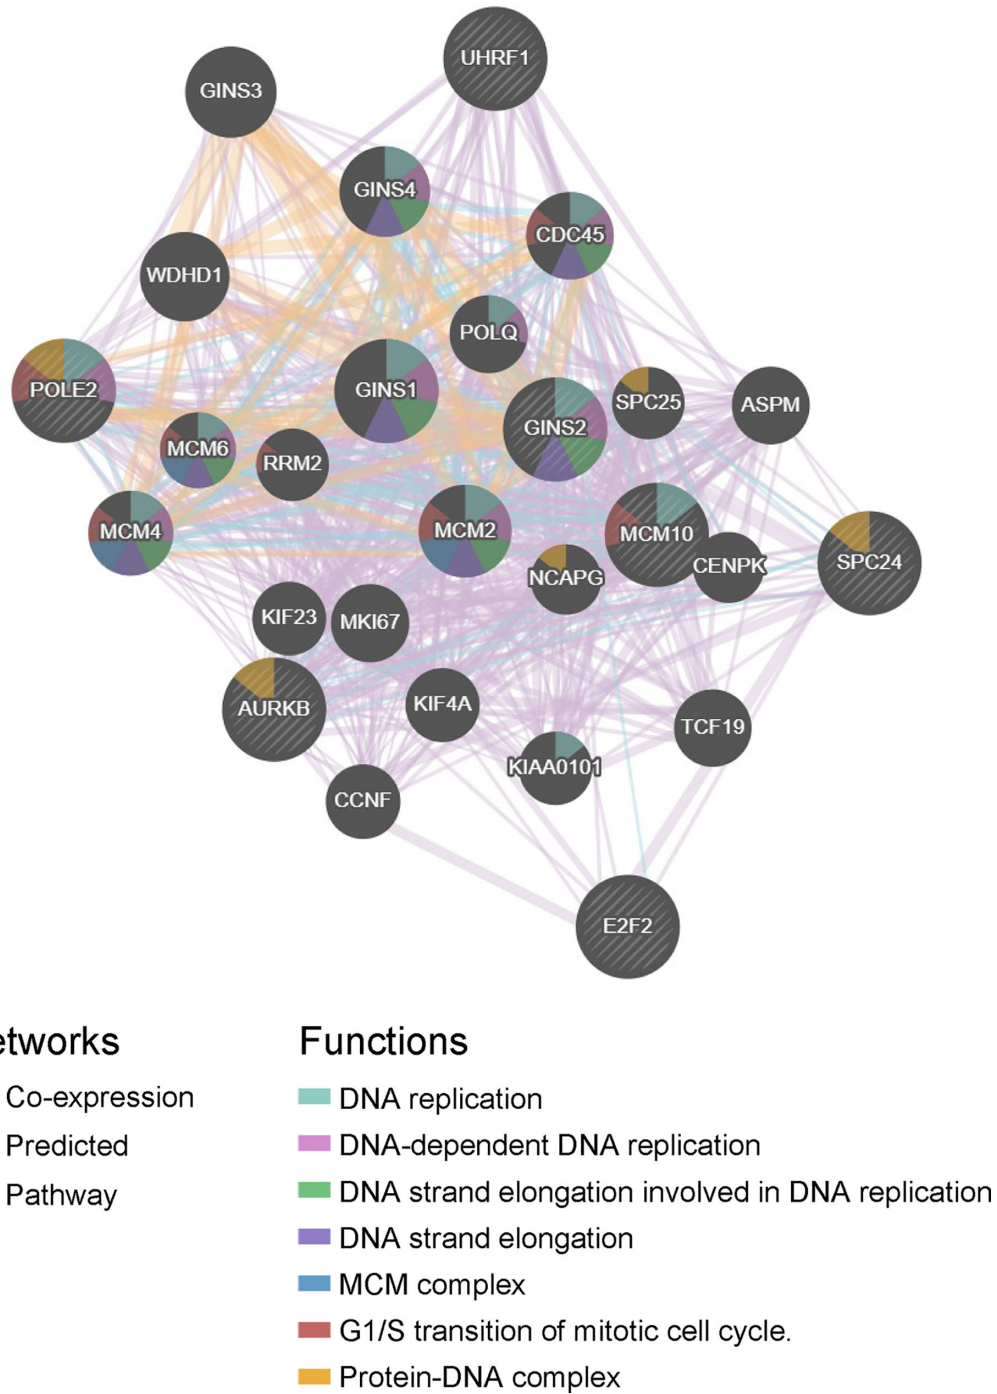 UHRF1
GINS3
GINS4
CDC45
WDHD1
POLQ
POLE2
GINS1
SPC25
ASPM
GINS2
MCM6
RRM2
MCM4
MCM2
MCM10
CENPK
SPC24
NCAPG
KIF23
MKI67
AURKB
KIF4A
TCF19
KIAA0101
CCNF
E2F2
etworks
Co-expression
Predicted
Pathway
Functions
DNA replication
DNA-dependent DNA replication
DNA strand elongation involved in DNA replication
DNA strand elongation
MCM complex
G1/S transition of mitotic cell cycle.
Protein-DNA complex